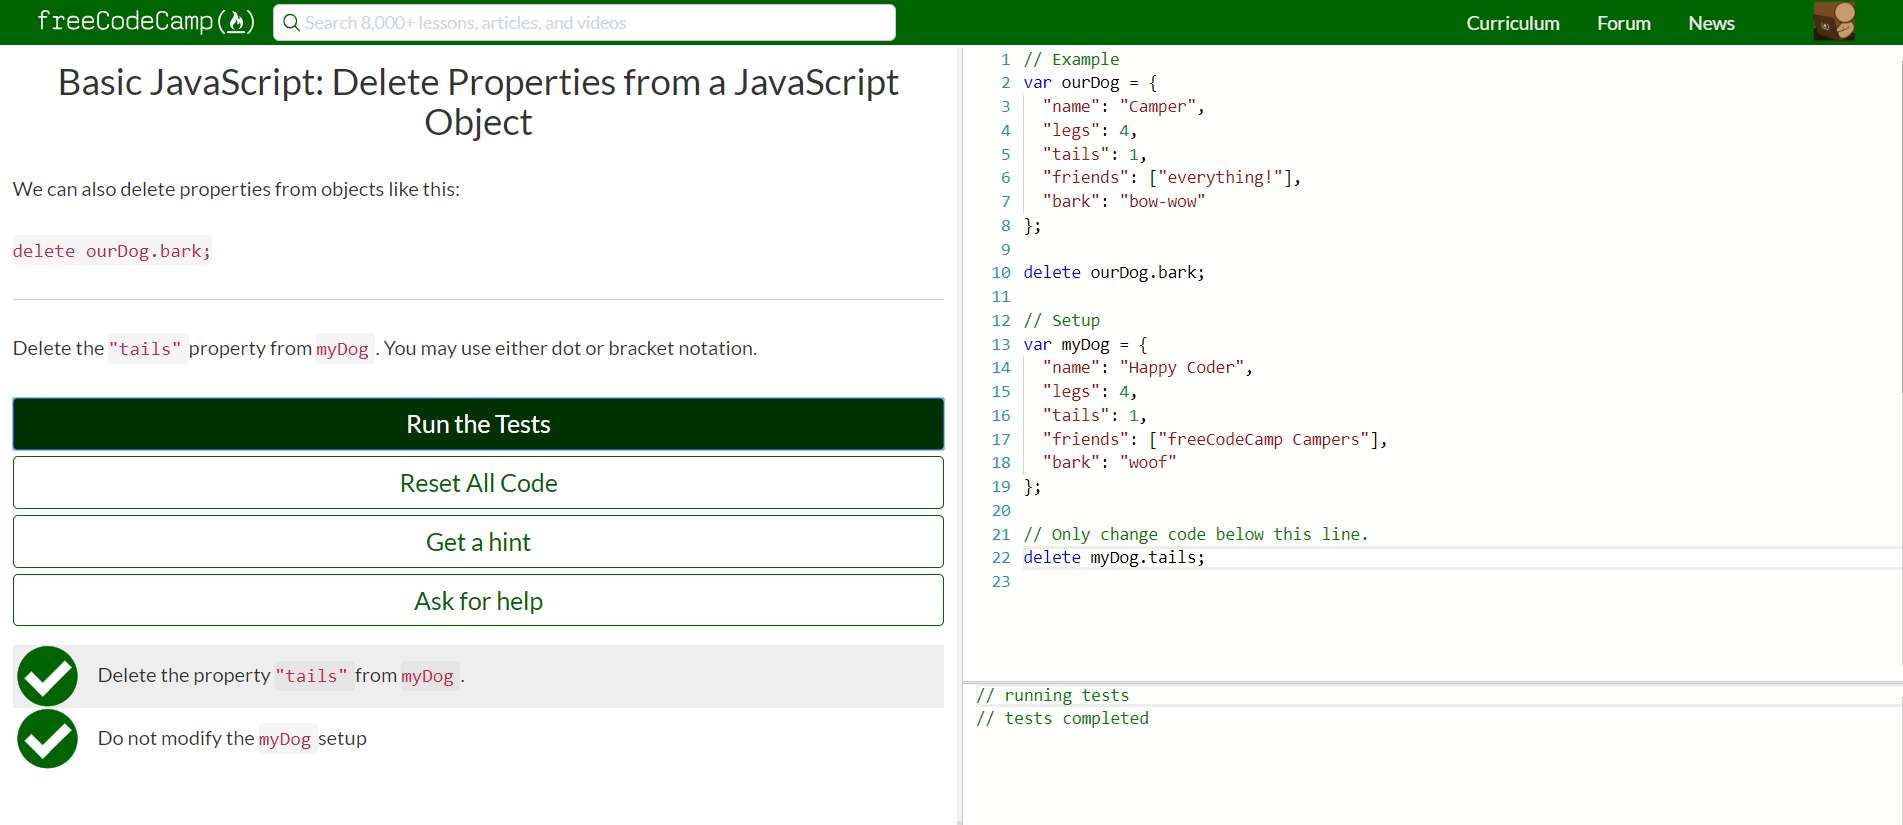 freeCodeCamp
Search 8,000+ lessons, articles, and videos
Curriculum
Forum
News
Basic JavaScript: Delete Properties from a JavaScript
Object
We can also delete properties from objects like this:
delete ourDog.bark;
Delete the "tails" property from myDog . You may use either dot or bracket notation.
Run the Tests
Reset All Code
Get a hint
Ask for help
Delete the property "tails" from myDog .
Do not modify the myDog setup
1 // Example
2 var ourDog = {
3 "name": "Camper",
4 "legs": 4,
5 "tails": 1,
6 "friends": ["everything!"],
7 "bark": "bow-wow"
8 };
9
10 delete ourDog.bark;
11
12 // Setup
13 var myDog = {
14 "name": "Happy Coder",
15 "legs": 4,
16 "tails": 1,
17 "friends": ["freeCodeCamp Campers"],
18 "bark": "woof"
19 };
20
21 // Only change code below this line.
22 delete myDog.tails;
23
// running tests
// tests completed